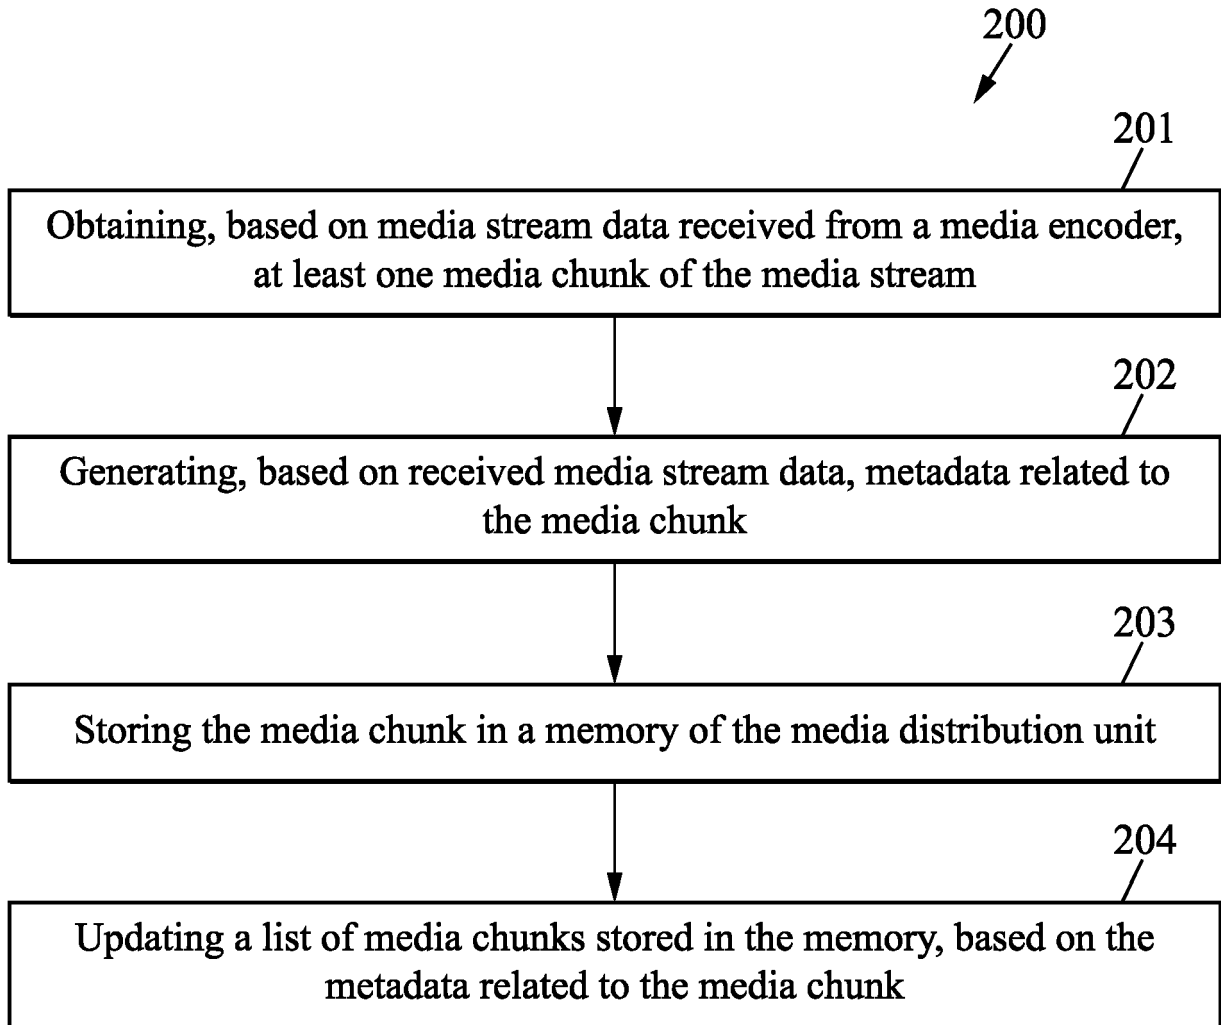 200
201
Obtaining, based on media stream data received from a media encoder,
at least one media chunk of the media stream
202
Generating, based on received media stream data, metadata related to
the media chunk
203
Storing the media chunk in a memory of the media distribution unit
204
Updating a list of media chunks stored in the memory, based on the
metadata related to the media chunk